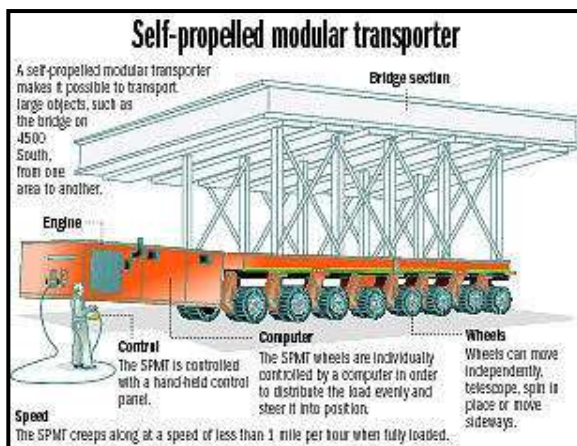 Self-propelled modular transporter
A self-propelled modular transporter
makes it possible to transport
large objects, such as
the bridge on
4500
South,
from one
area to another.
Bridge section
Engine
Control
The SPMT is controlled
with a hand-held control
panel.
Computer
The SPMT wheels are individually
controlled by a computer in order
to distribute the load evenly and
steer it into position.
Wheels
Wheels can move
independently,
telescope, spin in
place or move
sideways.
Speed
The SPMT creeps along at a speed of less than 1 mile per hour when fully loaded.